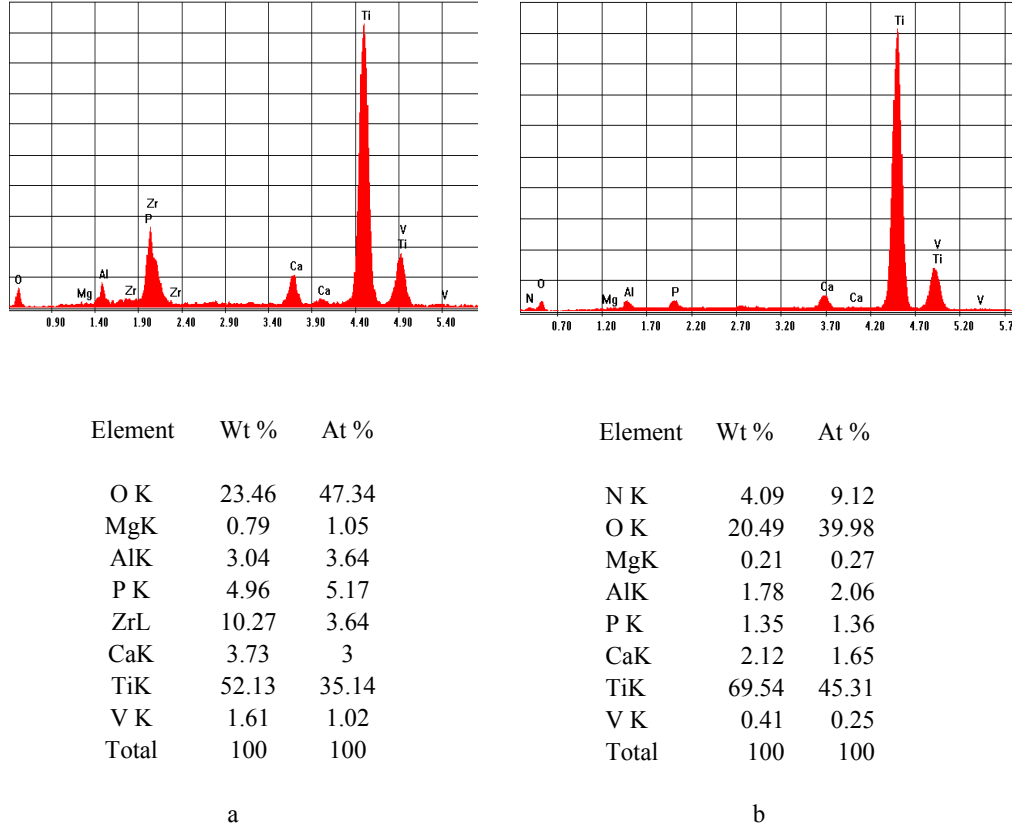 Ti
Zr
P
V
Ti
O
Mg
Al
Zr
Zr
Ca
Ca
V
0.90 1.40 1.90 2.40 2.90 3.40 3.90 4.40 4.90 5.40
Ti
V
Ti
N
O
Mg
Al
P
Ca
Ca
V
0.70 1.20 1.70 2.20 2.70 3.20 3.70 4.20 4.70 5.20 5.7
Element Wt % At %
O K 23.46 47.34
MgK 0.79 1.05
AlK 3.04 3.64
P K 4.96 5.17
ZrL 10.27 3.64
CaK 3.73 3
TiK 52.13 35.14
V K 1.61 1.02
Total 100 100
a
Element Wt % At %
N K 4.09 9.12
O K 20.49 39.98
MgK 0.21 0.27
AlK 1.78 2.06
P K 1.35 1.36
CaK 2.12 1.65
TiK 69.54 45.31
V K 0.41 0.25
Total 100 100
b